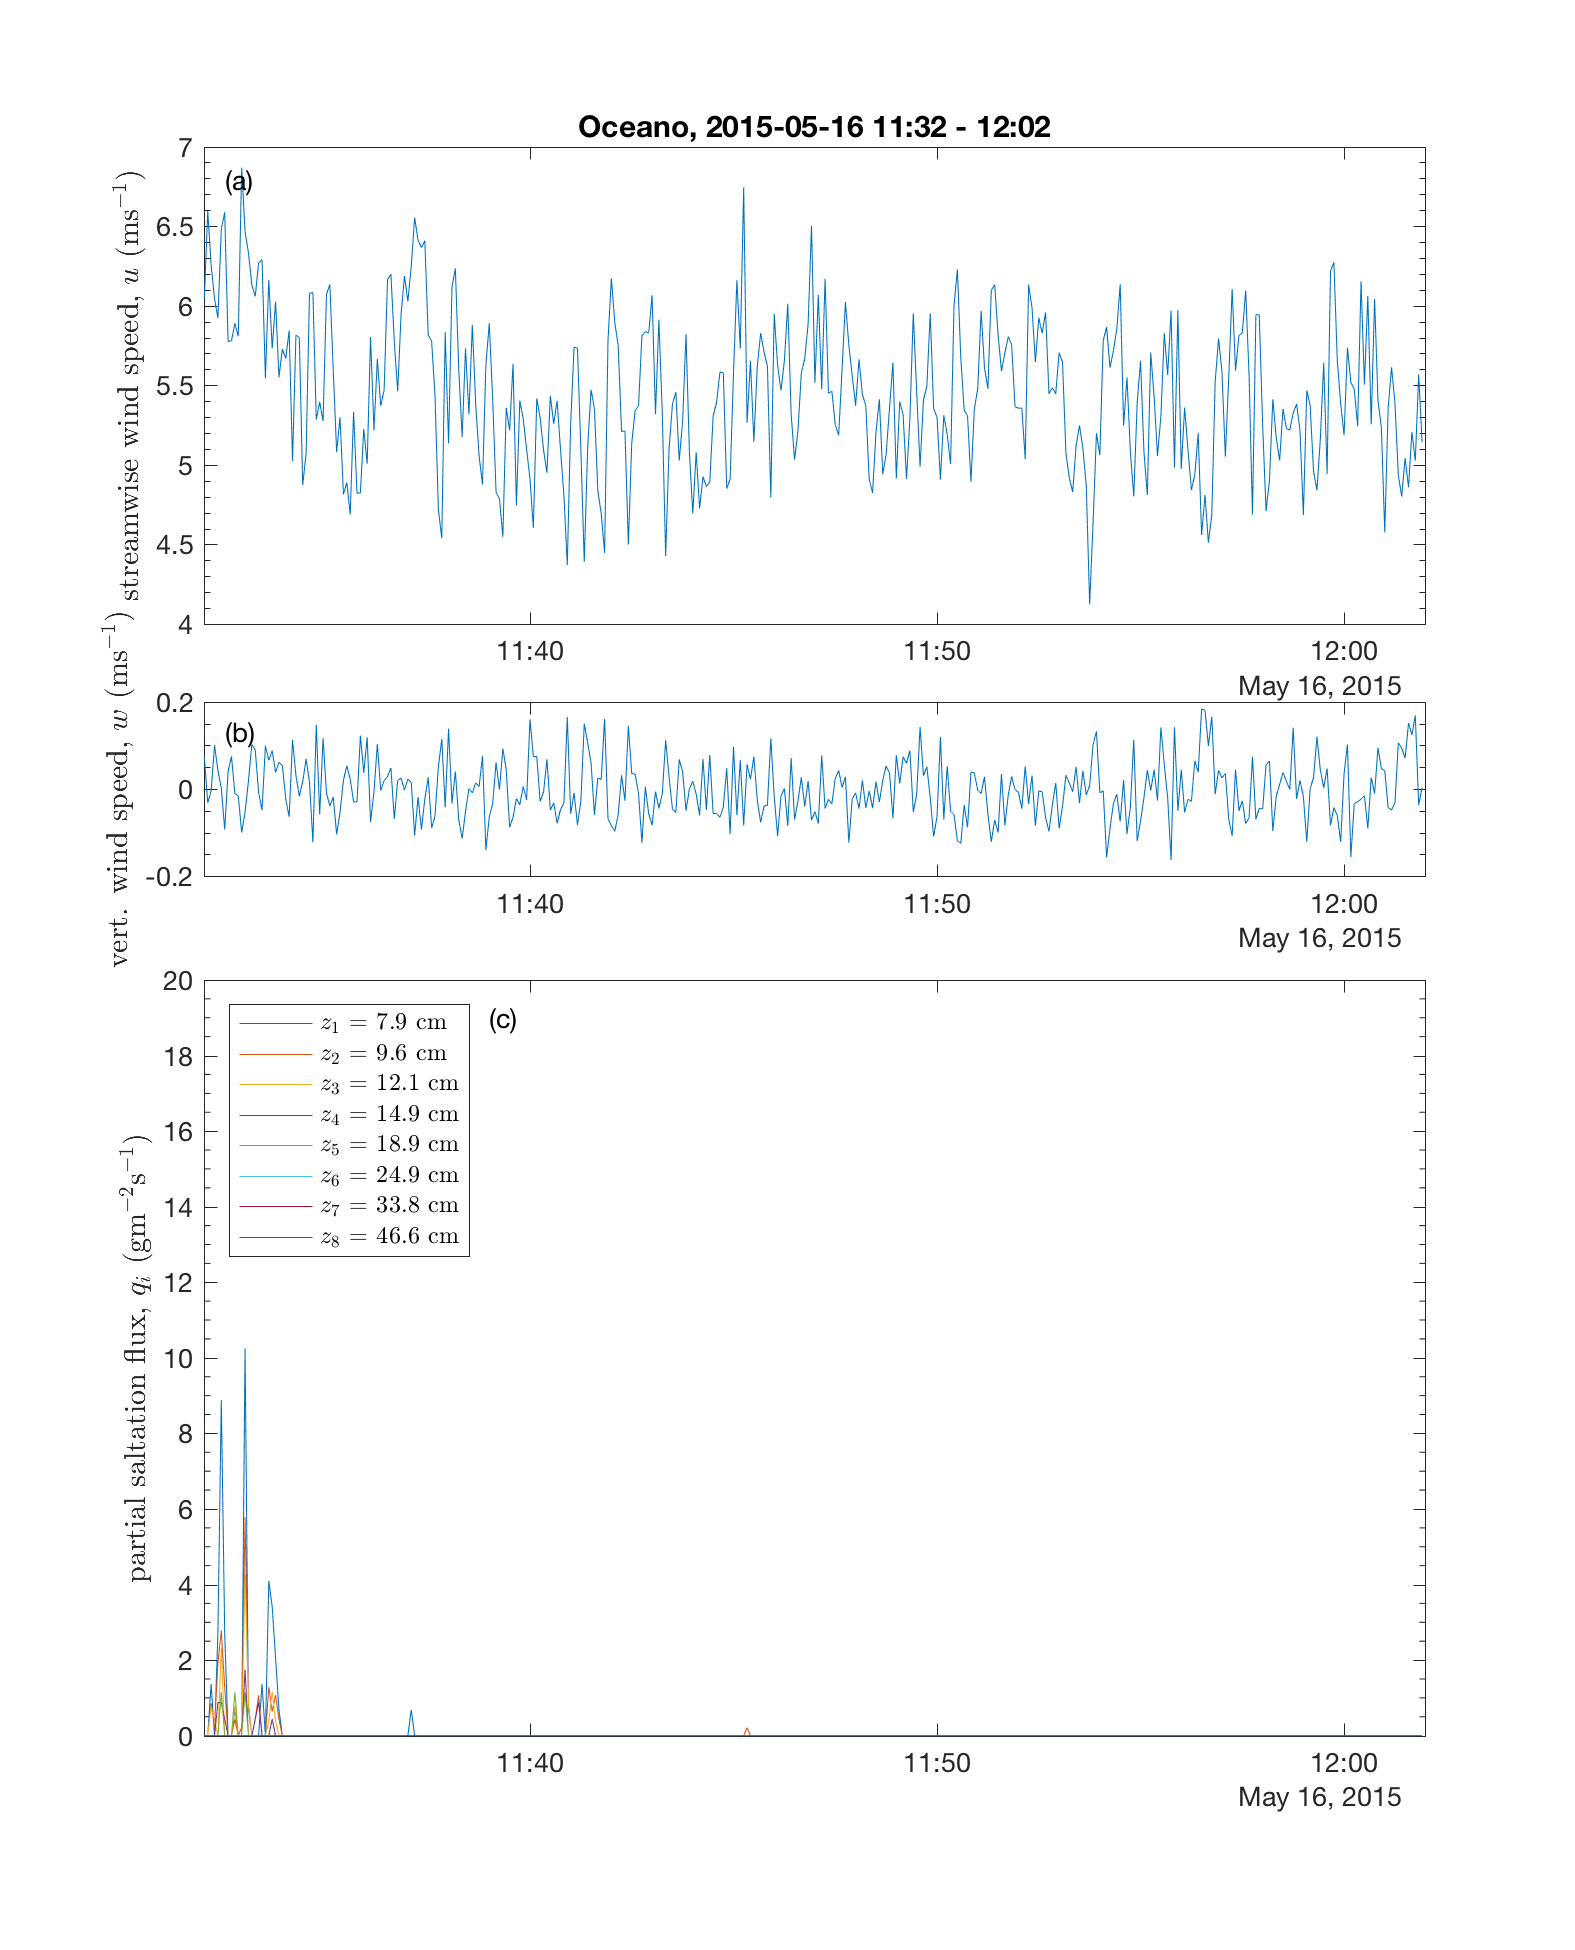 Oceano, 2015-05-16 11:32 - 12:02
streamwise wind speed, u (ms⁻¹)
(a)
7
6.5
6
5.5
5
4.5
4
11:40 11:50 12:00
May 16, 2015
vert. wind speed, w (ms⁻¹)
(b)
0.2
0
-0.2
11:40 11:50 12:00
May 16, 2015
partial saltation flux, qᵢ (gm⁻²s⁻¹)
(c)
20
18
16
14
12
10
8
6
4
2
0
z₁ = 7.9 cm
z₂ = 9.6 cm
z₃ = 12.1 cm
z₄ = 14.9 cm
z₅ = 18.9 cm
z₆ = 24.9 cm
z₇ = 33.8 cm
z₈ = 46.6 cm
11:40 11:50 12:00
May 16, 2015